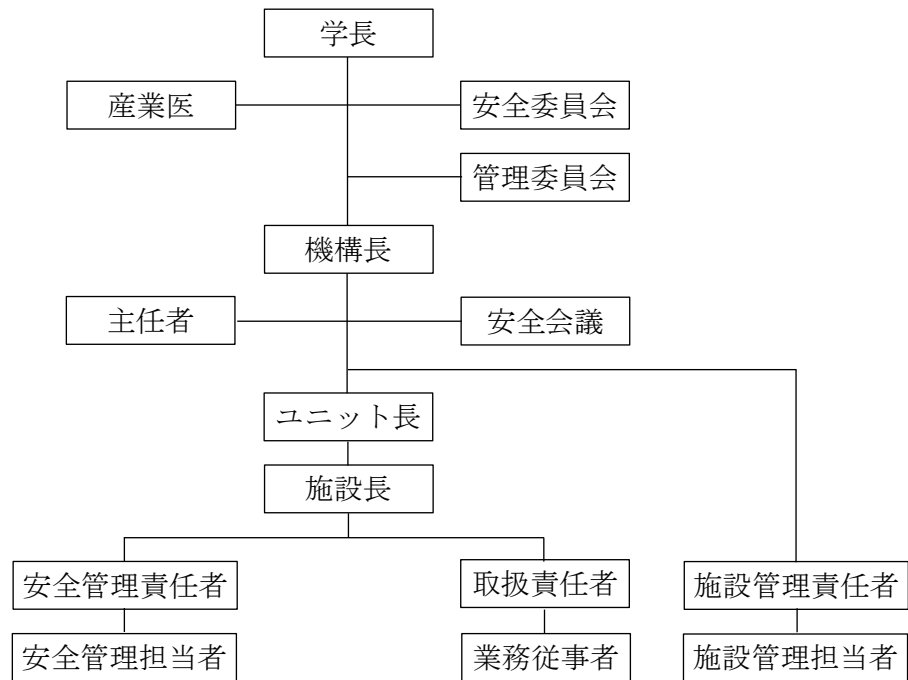 学長
産業医
安全委員会
管理委員会
機構長
主任者
安全会議
ユニット長
施設長
安全管理責任者
取扱責任者
施設管理責任者
安全管理担当者
業務従事者
施設管理担当者